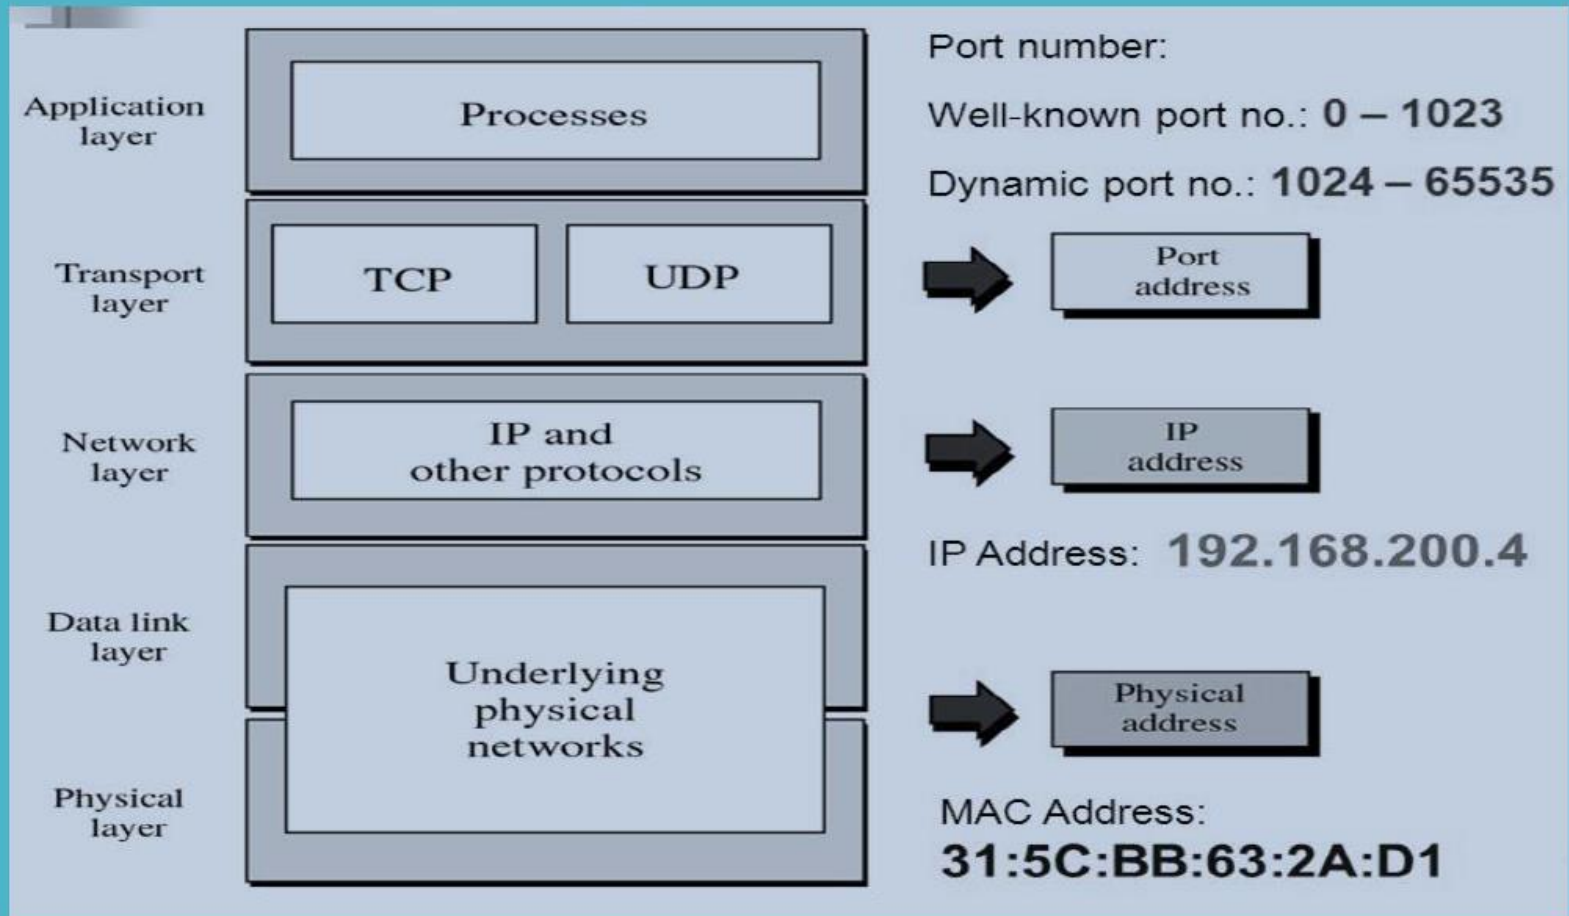 Application
layer
Processes
Port number:
Well-known port no.: 0 – 1023
Dynamic port no.: 1024 – 65535
Transport
layer
TCP
UDP
Port
address
Network
layer
IP and
other protocols
IP
address
IP Address: 192.168.200.4
Data link
layer
Underlying
physical
networks
Physical
address
Physical
layer
MAC Address:
31:5C:BB:63:2A:D1